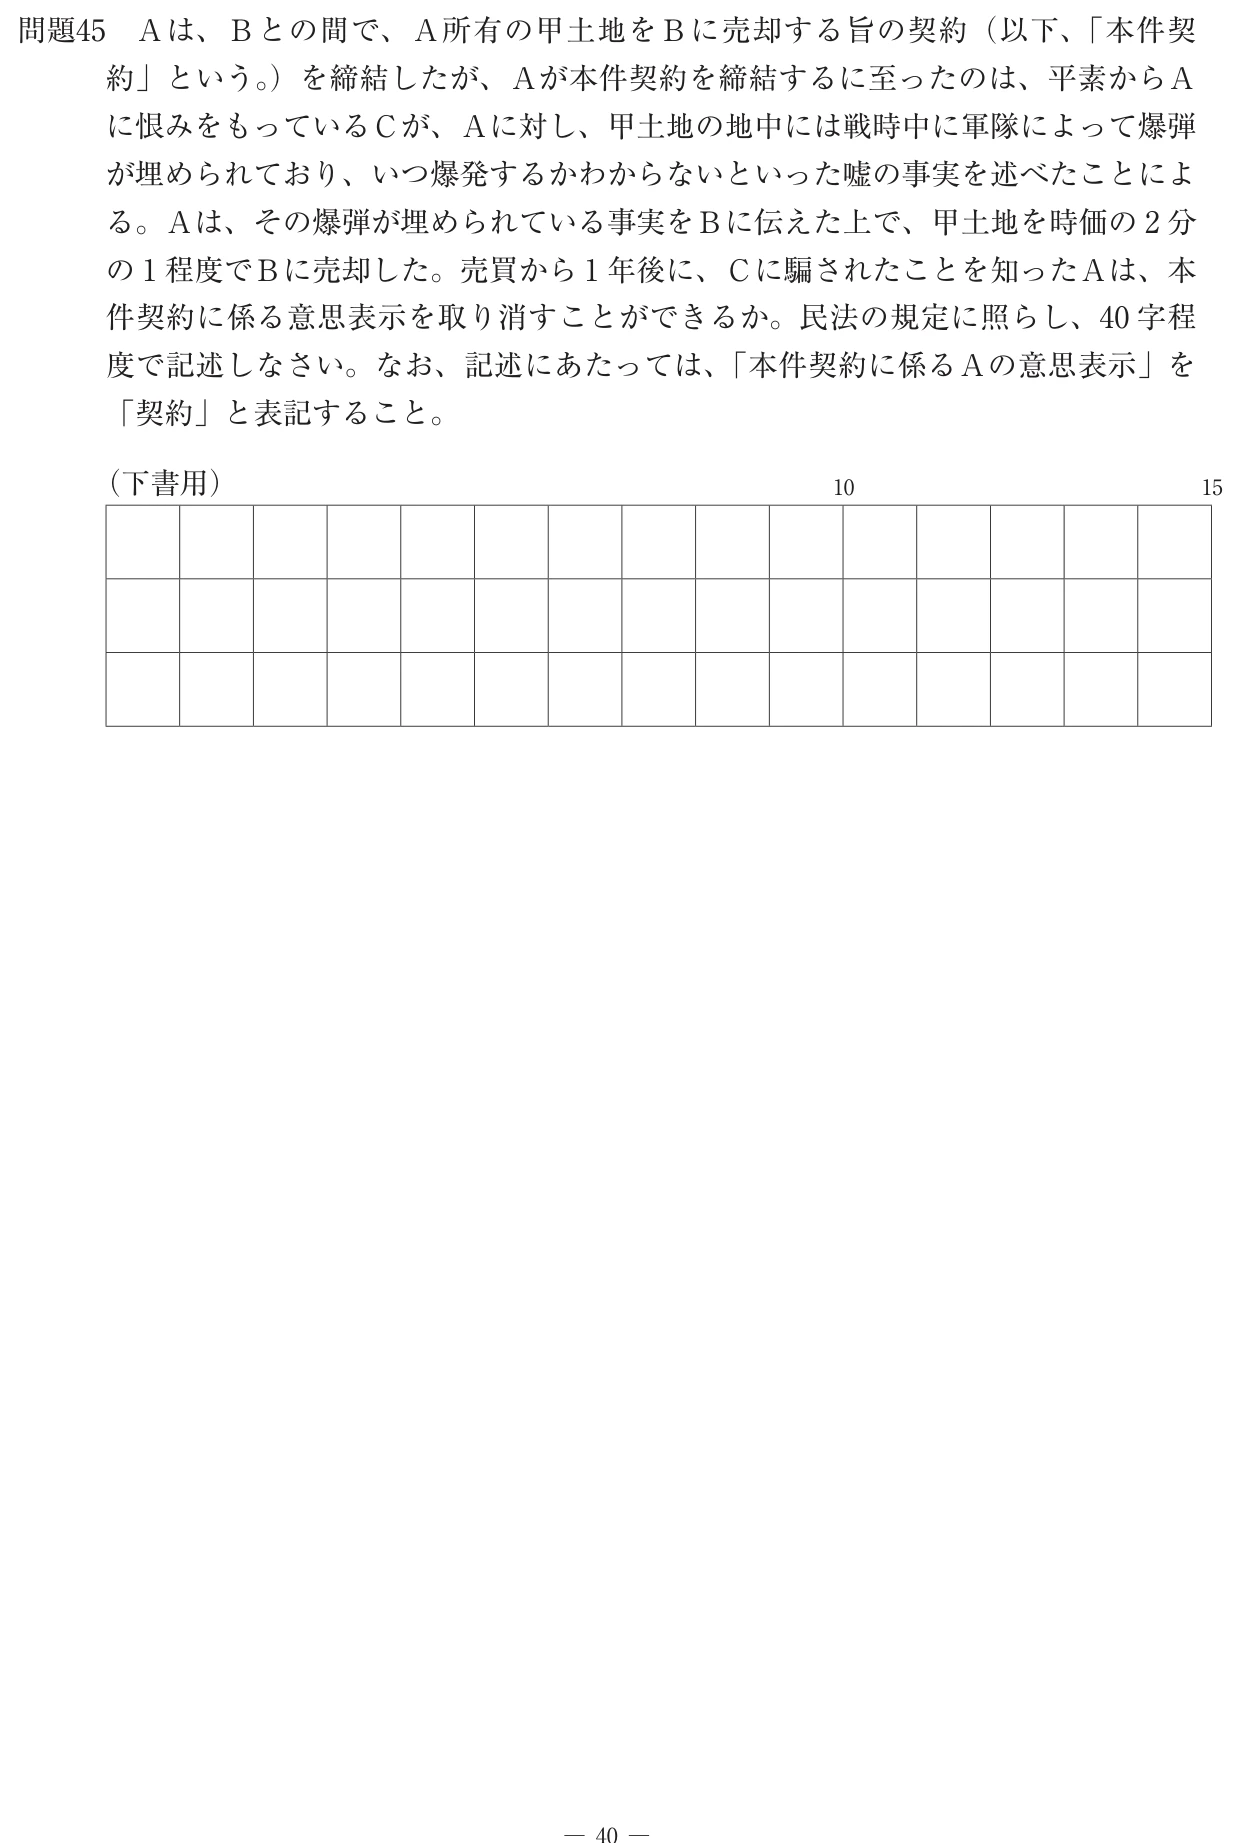 問題45　Ａは、Ｂとの間で、Ａ所有の甲土地をＢに売却する旨の契約（以下、「本件契
約」という。）を締結したが、Ａが本件契約を締結するに至ったのは、平素からＡ
に恨みをもっているＣが、Ａに対し、甲土地の地中には戦時中に軍隊によって爆弾
が埋められており、いつ爆発するかわからないといった嘘の事実を述べたことによ
る。Ａは、その爆弾が埋められている事実をＢに伝えた上で、甲土地を時価の２分
の１程度でＢに売却した。売買から１年後に、Ｃに騙されたことを知ったＡは、本
件契約に係る意思表示を取り消すことができるか。民法の規定に照らし、40字程
度で記述しなさい。なお、記述にあたっては、「本件契約に係るＡの意思表示」を
「契約」と表記すること。
（下書用）
10 15
― 40 ―